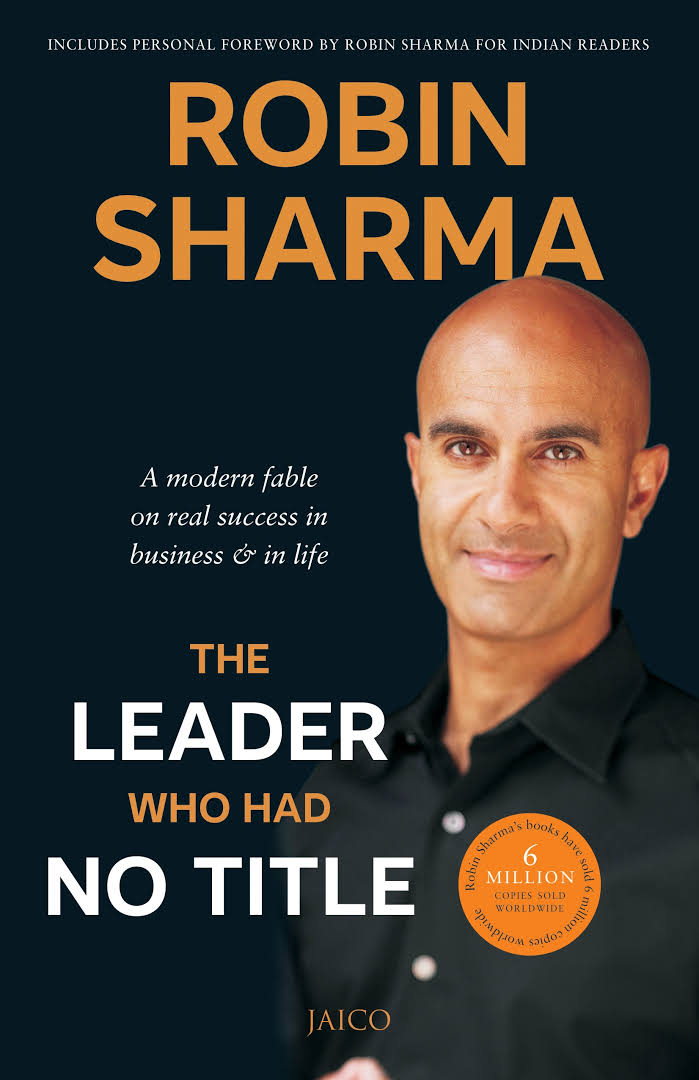 INCLUDES PERSONAL FOREWORD BY ROBIN SHARMA FOR INDIAN READERS
ROBIN
SHARMA
A modern fable
on real success in
business & in life
THE
LEADER
WHO HAD
NO TITLE
Robin Sharma's books have sold 6 million copies worldwide
6
MILLION
COPIES SOLD
WORLDWIDE
JAICO